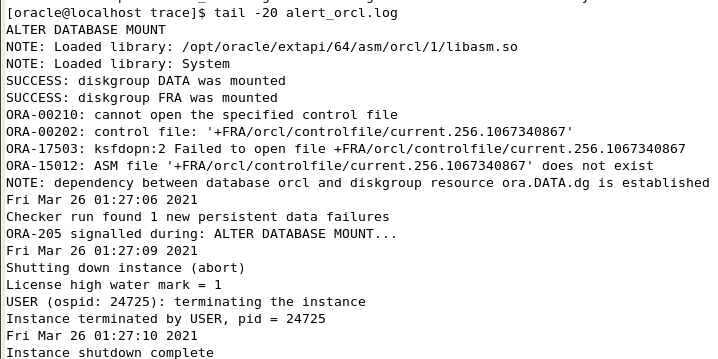 [oracle@localhost trace]$ tail -20 alert_orcl.log
ALTER DATABASE MOUNT
NOTE: Loaded library: /opt/oracle/extapi/64/asm/orcl/1/libasm.so
NOTE: Loaded library: System
SUCCESS: diskgroup DATA was mounted
SUCCESS: diskgroup FRA was mounted
ORA-00210: cannot open the specified control file
ORA-00202: control file: '+FRA/orcl/controlfile/current.256.1067340867'
ORA-17503: ksfdopn:2 Failed to open file +FRA/orcl/controlfile/current.256.1067340867
ORA-15012: ASM file '+FRA/orcl/controlfile/current.256.1067340867' does not exist
NOTE: dependency between database orcl and diskgroup resource ora.DATA.dg is established
Fri Mar 26 01:27:06 2021
Checker run found 1 new persistent data failures
ORA-205 signalled during: ALTER DATABASE MOUNT...
Fri Mar 26 01:27:09 2021
Shutting down instance (abort)
License high water mark = 1
USER (ospid: 24725): terminating the instance
Instance terminated by USER, pid = 24725
Fri Mar 26 01:27:10 2021
Instance shutdown complete